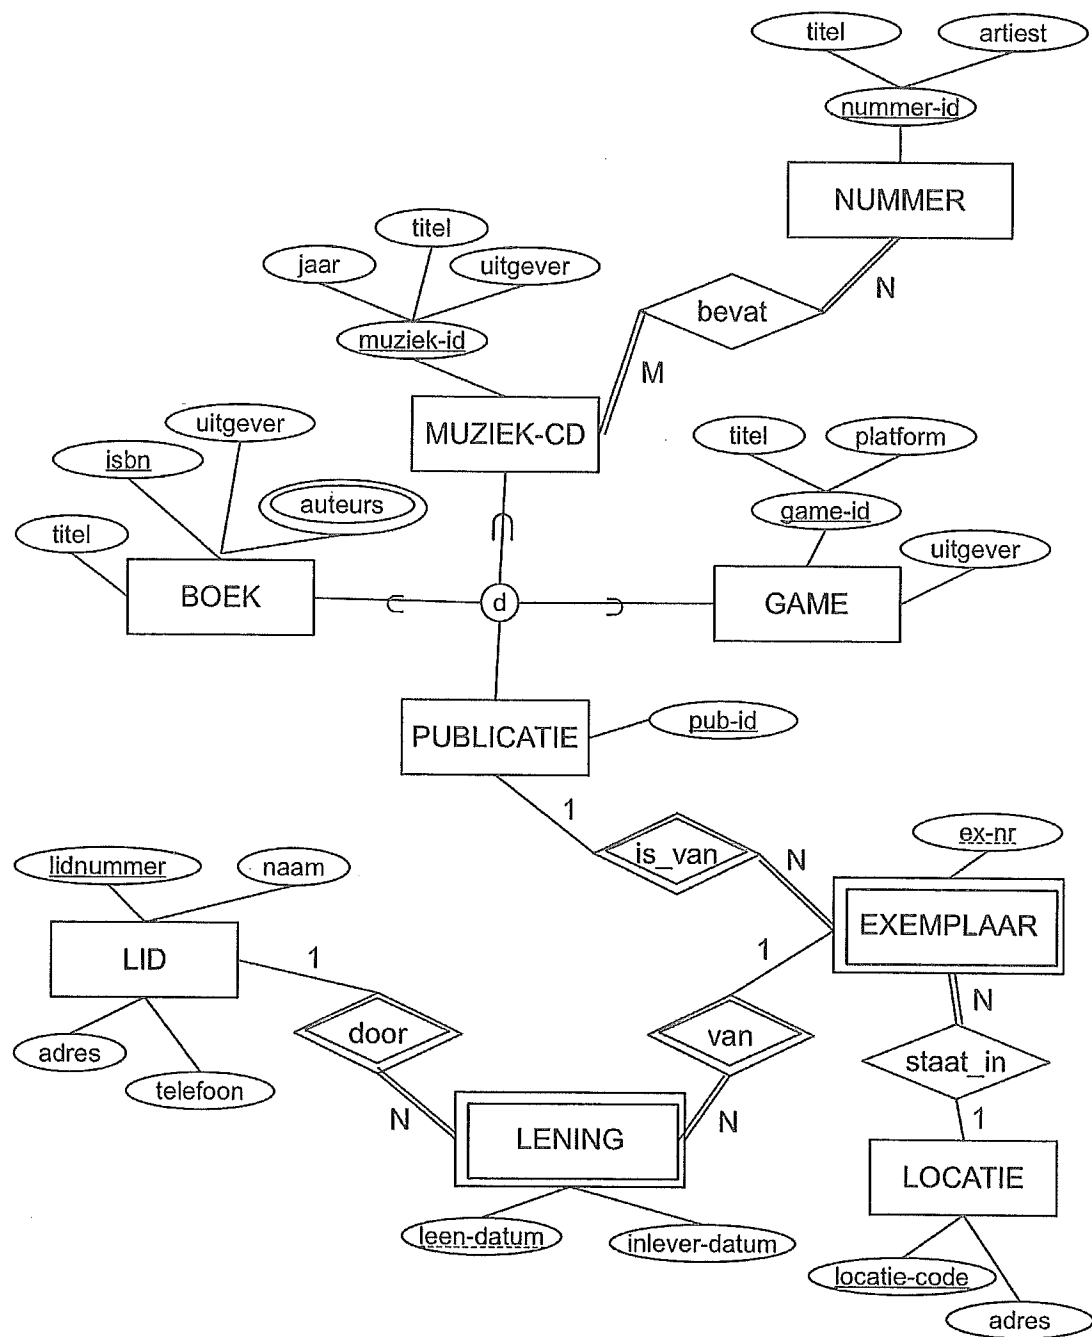 titel
artiest
nummer-id
NUMMER
titel
jaar
uitgever
muziek-id
bevat
N
M
MUZIEK-CD
uitgever
isbn
auteurs
titel
BOEK
titel
platform
game-id
uitgever
GAME
d
PUBLICATIE
pub-id
1
is_van
N
ex-nr
EXEMPLAAR
lidnummer
naam
LID
1
adres
telefoon
door
van
1
N
staat_in
N
LENING
N
1
LOCATIE
leen-datum
inlever-datum
locatie-code
adres